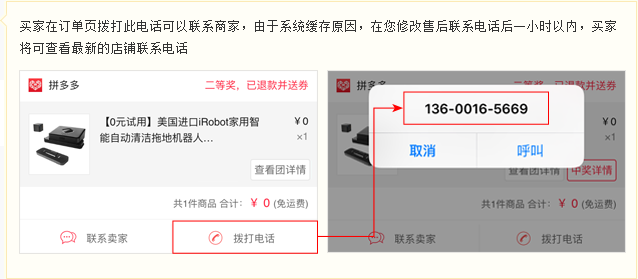 买家在订单页拨打此电话可以联系商家，由于系统缓存原因，在您修改售后联系电话后一小时以内，买家
将可查看最新的店铺联系电话
拼多多
二等奖，已退款并送券
【0元试用】美国进口iRobot家用智
能自动清洁拖地机器人...
¥0
×1
查看团详情
共1件商品 合计： ¥ 0 (免运费)
联系卖家
拨打电话
拼多多
二等奖，已退款并送券
136-0016-5669
取消
呼叫
¥0
×1
查看团详情
中奖详情
共1件商品 合计： ¥ 0 (免运费)
联系卖家
拨打电话